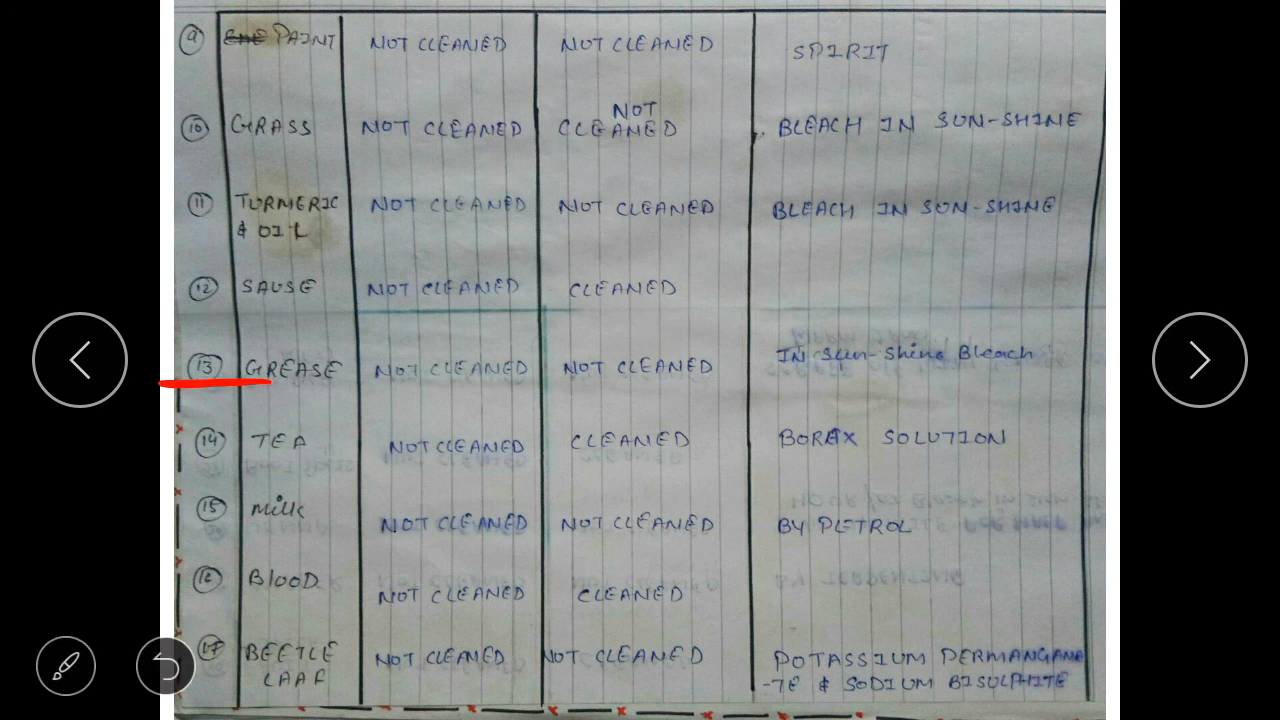 9 PAINT NOT CLEANED NOT CLEANED SPIRIT
10 GRASS NOT CLEANED NOT CLEANED BLEACH IN SUN-SHINE
11 TURMERIC NOT CLEANED NOT CLEANED BLEACH IN SUN-SHINE
& OIL
12 SAUSE NOT CLEANED CLEANED
13 GREASE NOT CLEANED NOT CLEANED IN Sun-Shine Bleach
14 TEA NOT CLEANED CLEANED BORAX SOLUTION
15 Milk NOT CLEANED NOT CLEANED BY PETROL
16 BlOOD NOT CLEANED CLEANED
17 BEETLE NOT CLEANED NOT CLEANED POTASSIUM PERMANGANA
LAAF -TE & SODIUM BISULPHITE